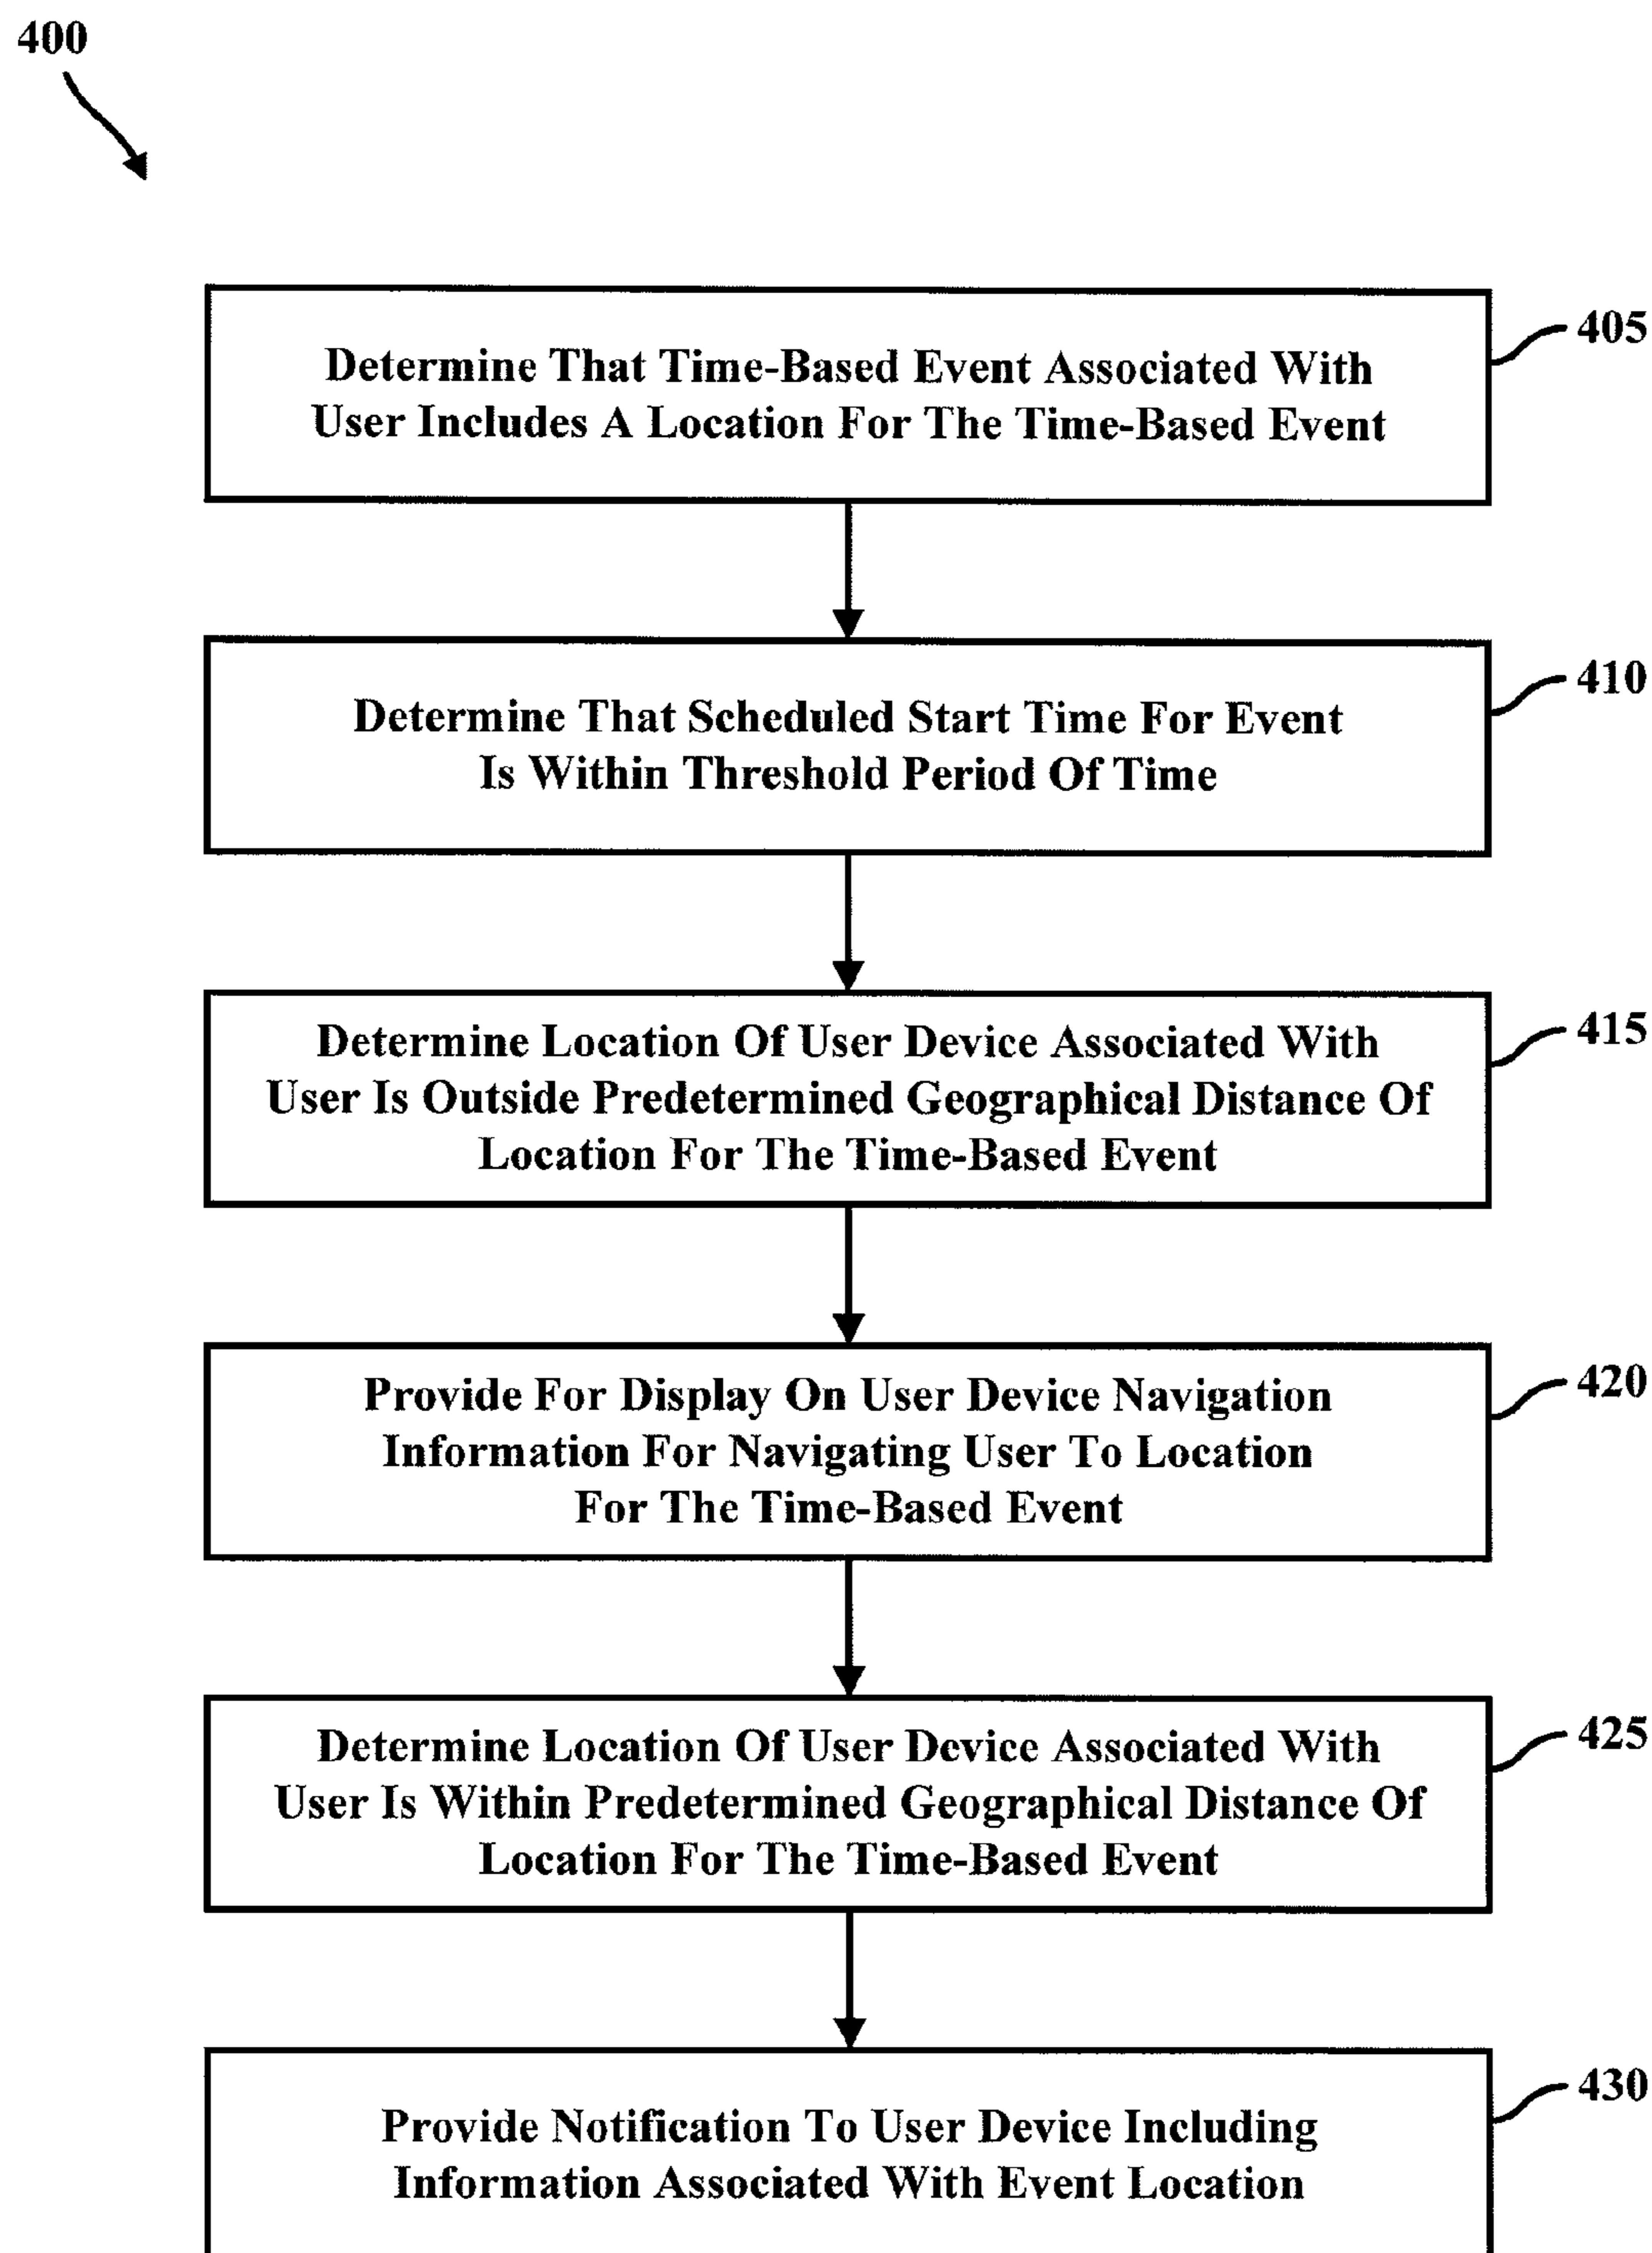 400
Determine That Time-Based Event Associated With
User Includes A Location For The Time-Based Event
405
Determine That Scheduled Start Time For Event
Is Within Threshold Period Of Time
410
Determine Location Of User Device Associated With
User Is Outside Predetermined Geographical Distance Of
Location For The Time-Based Event
415
Provide For Display On User Device Navigation
Information For Navigating User To Location
For The Time-Based Event
420
Determine Location Of User Device Associated With
User Is Within Predetermined Geographical Distance Of
Location For The Time-Based Event
425
Provide Notification To User Device Including
Information Associated With Event Location
430